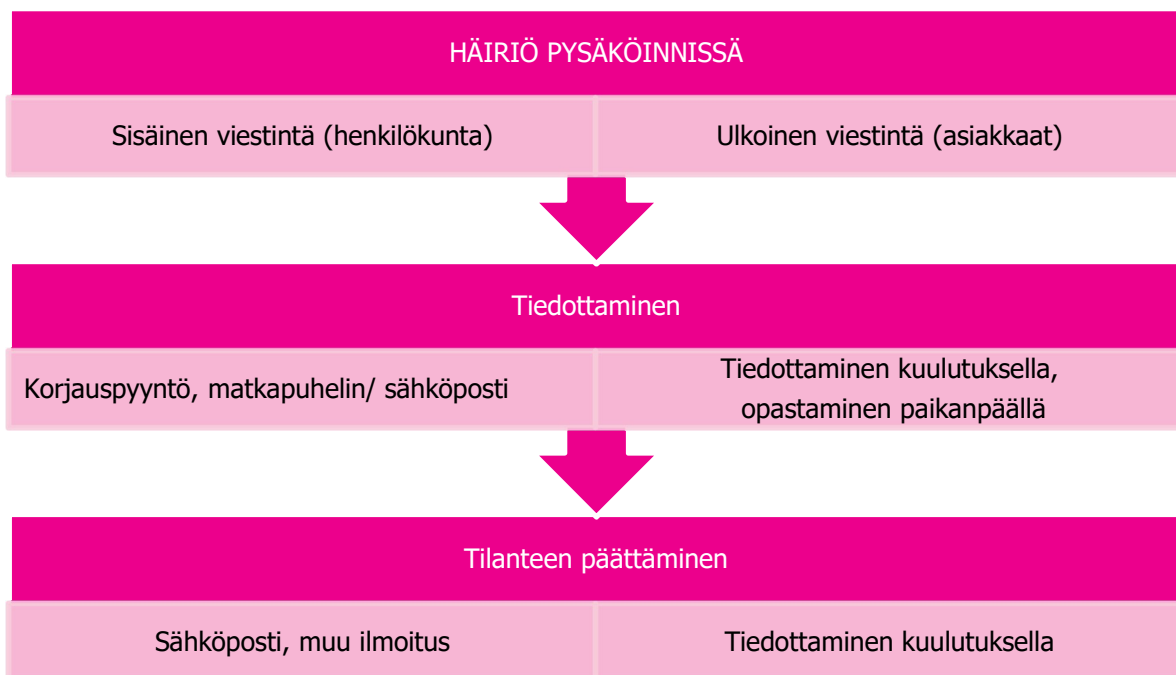 HÄIRIÖ PYSÄKÖINNISSÄ
Sisäinen viestintä (henkilökunta)
Ulkoinen viestintä (asiakkaat)
Tiedottaminen
Korjauspyyntö, matkapuhelin/ sähköposti
Tiedottaminen kuulutuksella,
opastaminen paikanpäällä
Tilanteen päättäminen
Sähköposti, muu ilmoitus
Tiedottaminen kuulutuksella